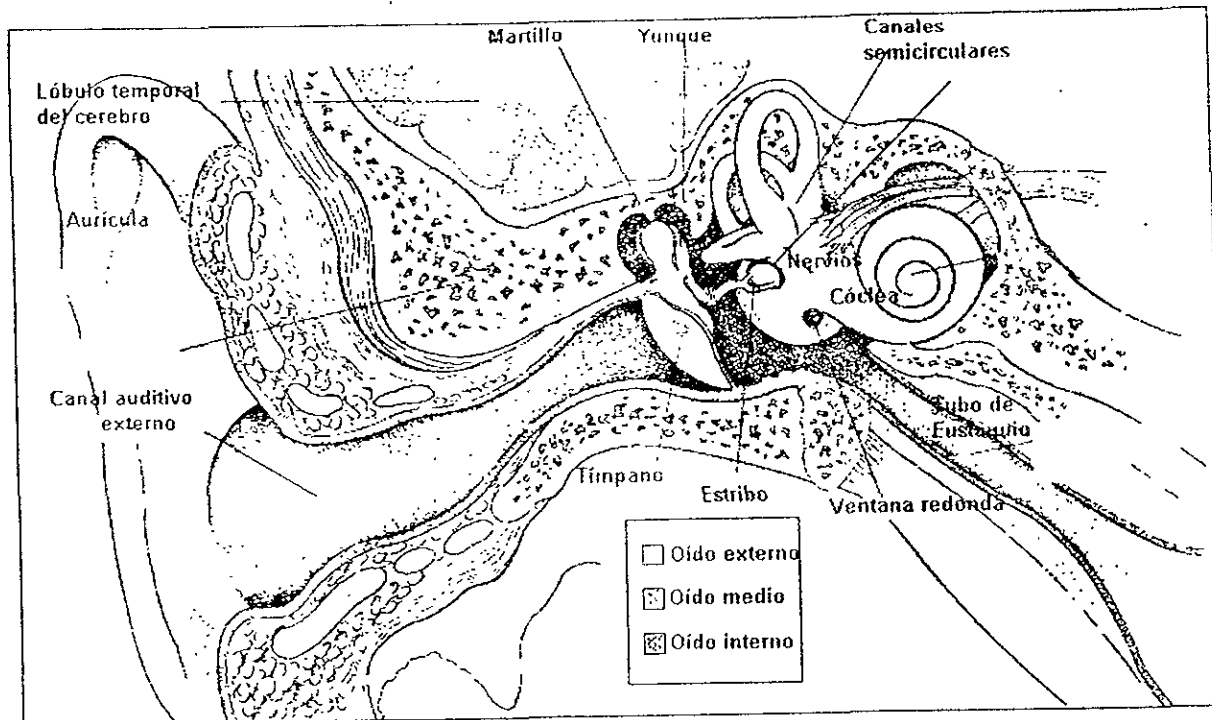 Martillo
Yunque
Canales
semicirculares
Lóbulo temporal
del cerebro
Aurícula
Nervios
Cóclea
Canal auditivo
externo
Tubo de
Eustaquio
Tímpano
Estribo
Ventana redonda
Oído externo
Oído medio
Oído interno